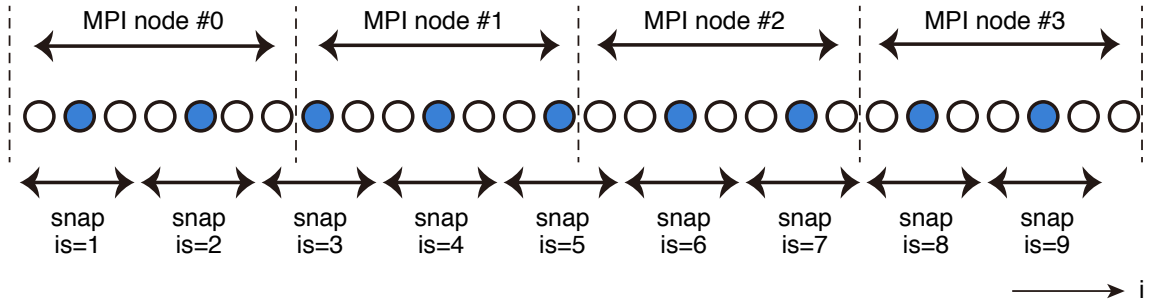 MPI node #0
MPI node #1
MPI node #2
MPI node #3
snap
is=1
snap
is=2
snap
is=3
snap
is=4
snap
is=5
snap
is=6
snap
is=7
snap
is=8
snap
is=9
i